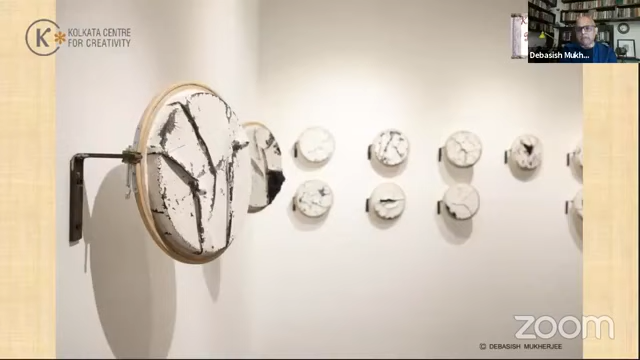 K
KOLKATA CENTRE
FOR CREATIVITY
Debasish Mukh...
zoom
© DEBASISH MUKHERJEE